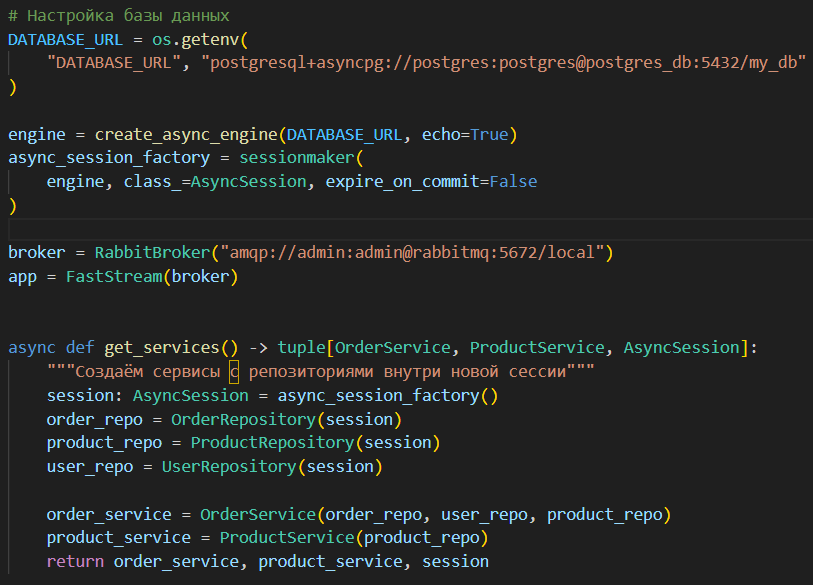 # Настройка базы данных
DATABASE_URL = os.getenv(
    "DATABASE_URL", "postgresql+asyncpg://postgres:postgres@postgres_db:5432/my_db"
)

engine = create_async_engine(DATABASE_URL, echo=True)
async_session_factory = sessionmaker(
    engine, class_=AsyncSession, expire_on_commit=False
)

broker = RabbitBroker("amqp://admin:admin@rabbitmq:5672/local")
app = FastStream(broker)


async def get_services() -> tuple[OrderService, ProductService, AsyncSession]:
    """Создаём сервисы с репозиториями внутри новой сессии"""
    session: AsyncSession = async_session_factory()
    order_repo = OrderRepository(session)
    product_repo = ProductRepository(session)
    user_repo = UserRepository(session)

    order_service = OrderService(order_repo, user_repo, product_repo)
    product_service = ProductService(product_repo)
    return order_service, product_service, session